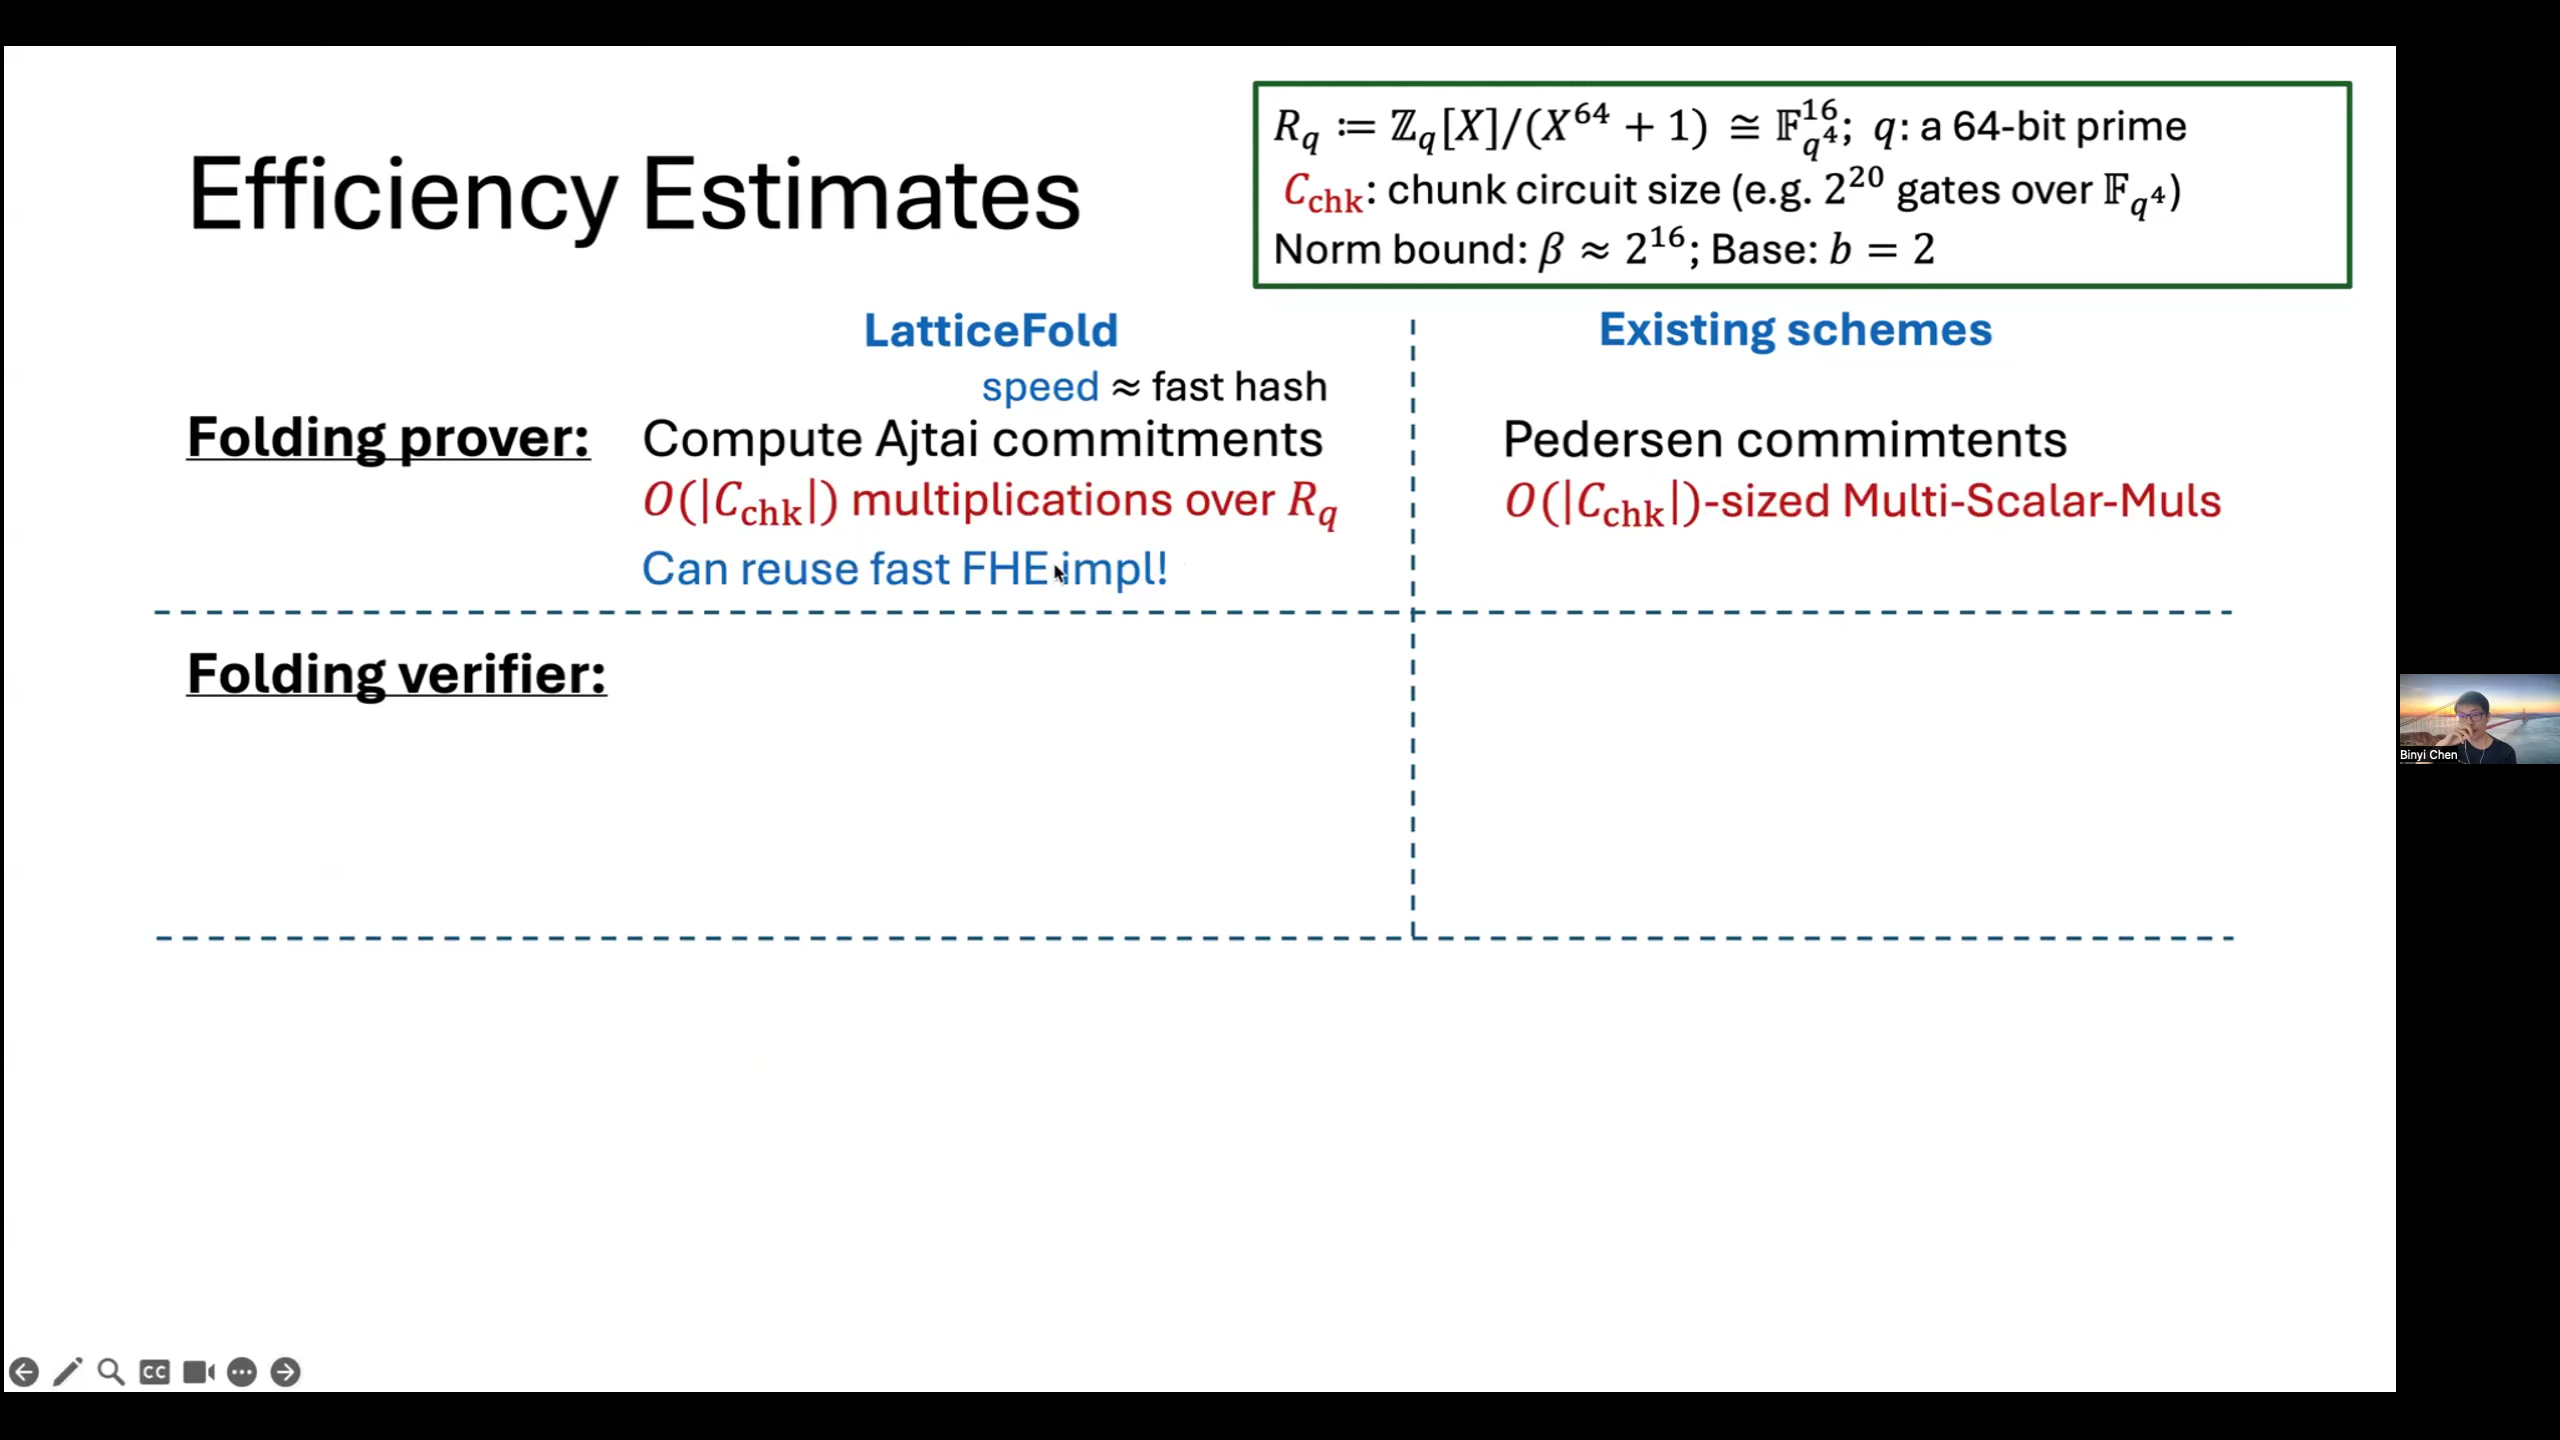 Efficiency Estimates
R_q ≔ ℤ_q[X]/(X^64 + 1) ≅ 𝔽_{q^4}^{16}; q: a 64-bit prime
C_chk: chunk circuit size (e.g. 2^20 gates over 𝔽_{q^4})
Norm bound: β ≈ 2^16; Base: b = 2
LatticeFold
Existing schemes
speed ≈ fast hash
Folding prover:
Compute Ajtai commitments
O(|C_chk|) multiplications over R_q
Can reuse fast FHE impl!
Pedersen commimtents
O(|C_chk|)-sized Multi-Scalar-Muls
Folding verifier:
Binyi Chen
CC